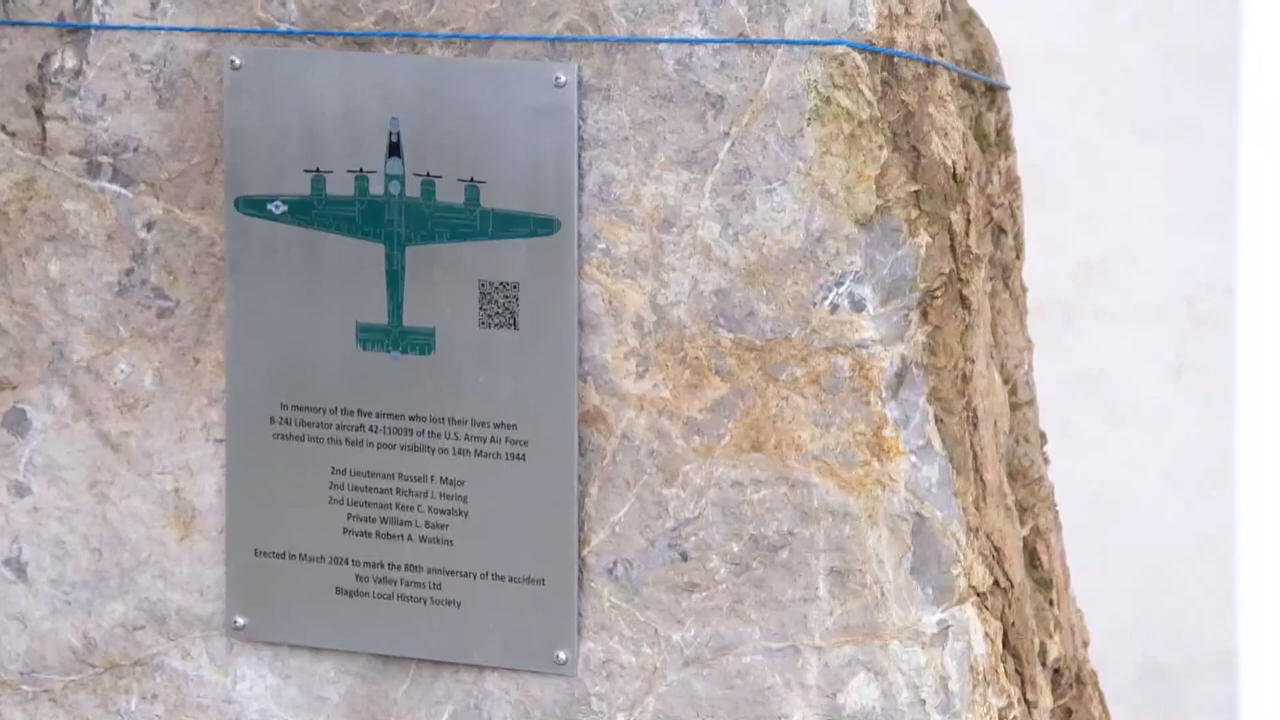 In memory of the five airmen who lost their lives when
B-24J Liberator aircraft 42-110039 of the U.S. Army Air Force
crashed into this field in poor visibility on 14th March 1944
2nd Lieutenant Russell F. Major
2nd Lieutenant Richard J. Hering
2nd Lieutenant Kere C. Kowalsky
Private William L. Baker
Private Robert A. Watkins
Erected in March 2024 to mark the 80th anniversary of the accident
Yeo Valley Farms Ltd
Blagdon Local History Society